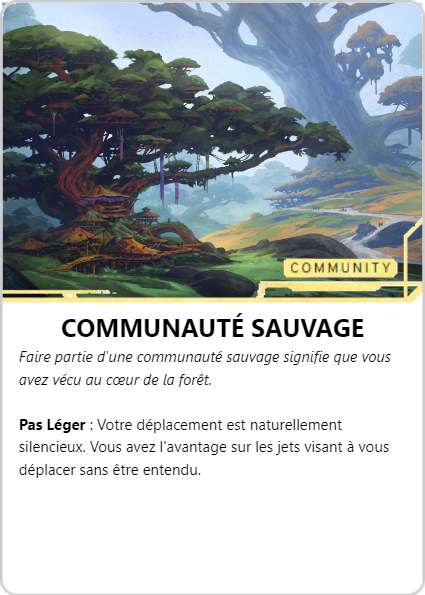 COMMUNITY
COMMUNAUTÉ SAUVAGE
Faire partie d'une communauté sauvage signifie que vous
avez vécu au cœur de la forêt.
Pas Léger : Votre déplacement est naturellement
silencieux. Vous avez l'avantage sur les jets visant à vous
déplacer sans être entendu.